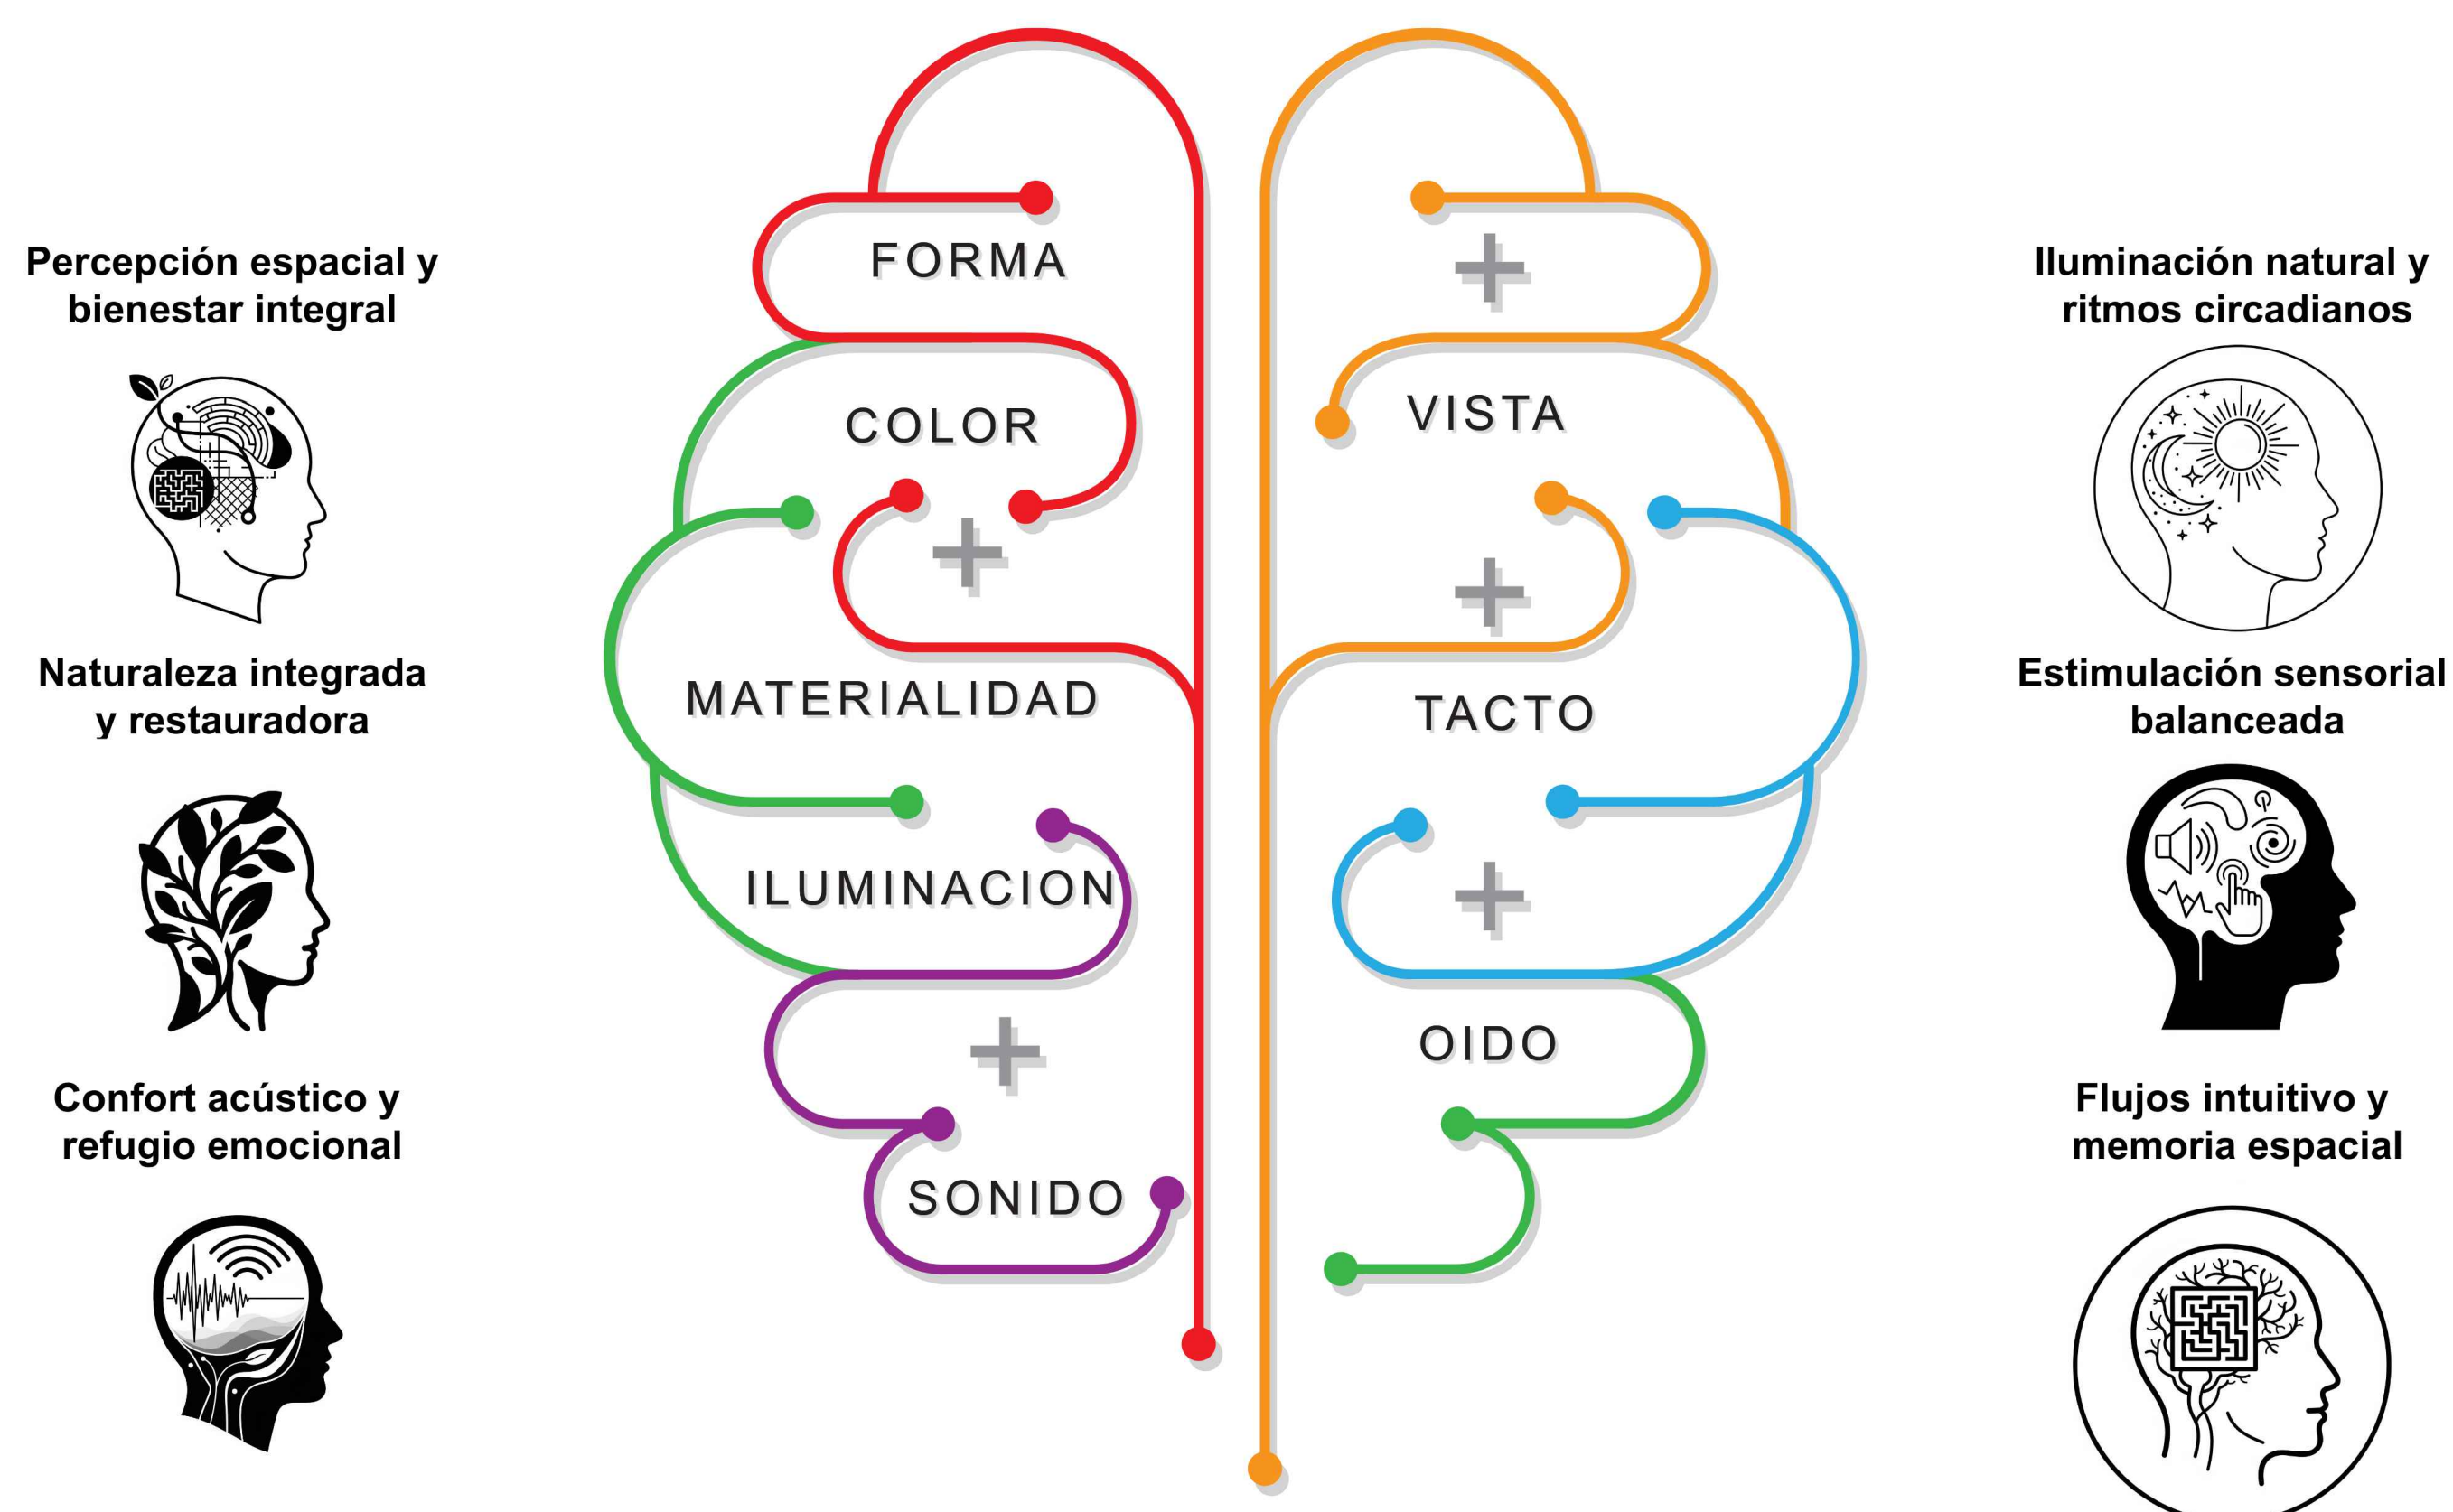 Percepción espacial y
bienestar integral
Naturaleza integrada
y restauradora
Confort acústico y
refugio emocional
FORMA
COLOR
+
MATERIALIDAD
ILUMINACION
+
SONIDO
+
VISTA
+
TACTO
+
OIDO
Iluminación natural y
ritmos circadianos
Estimulación sensorial
balanceada
Flujos intuitivo y
memoria espacial